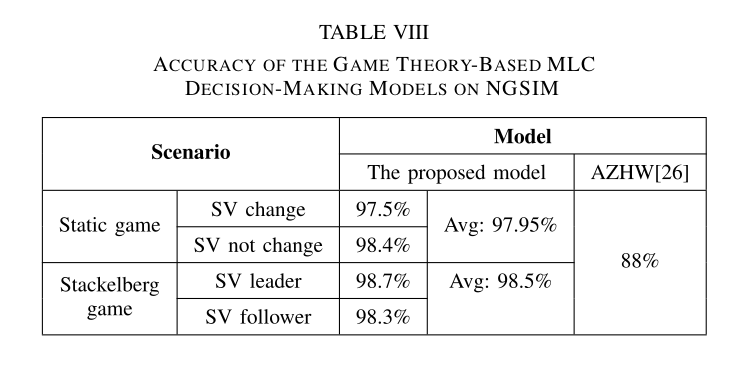 TABLE VIII
ACCURACY OF THE GAME THEORY-BASED MLC
DECISION-MAKING MODELS ON NGSIM
Scenario
Model
The proposed model
AZHW[26]
Static game
SV change
97.5%
Avg: 97.95%
88%
SV not change
98.4%
Stackelberg
game
SV leader
98.7%
Avg: 98.5%
SV follower
98.3%